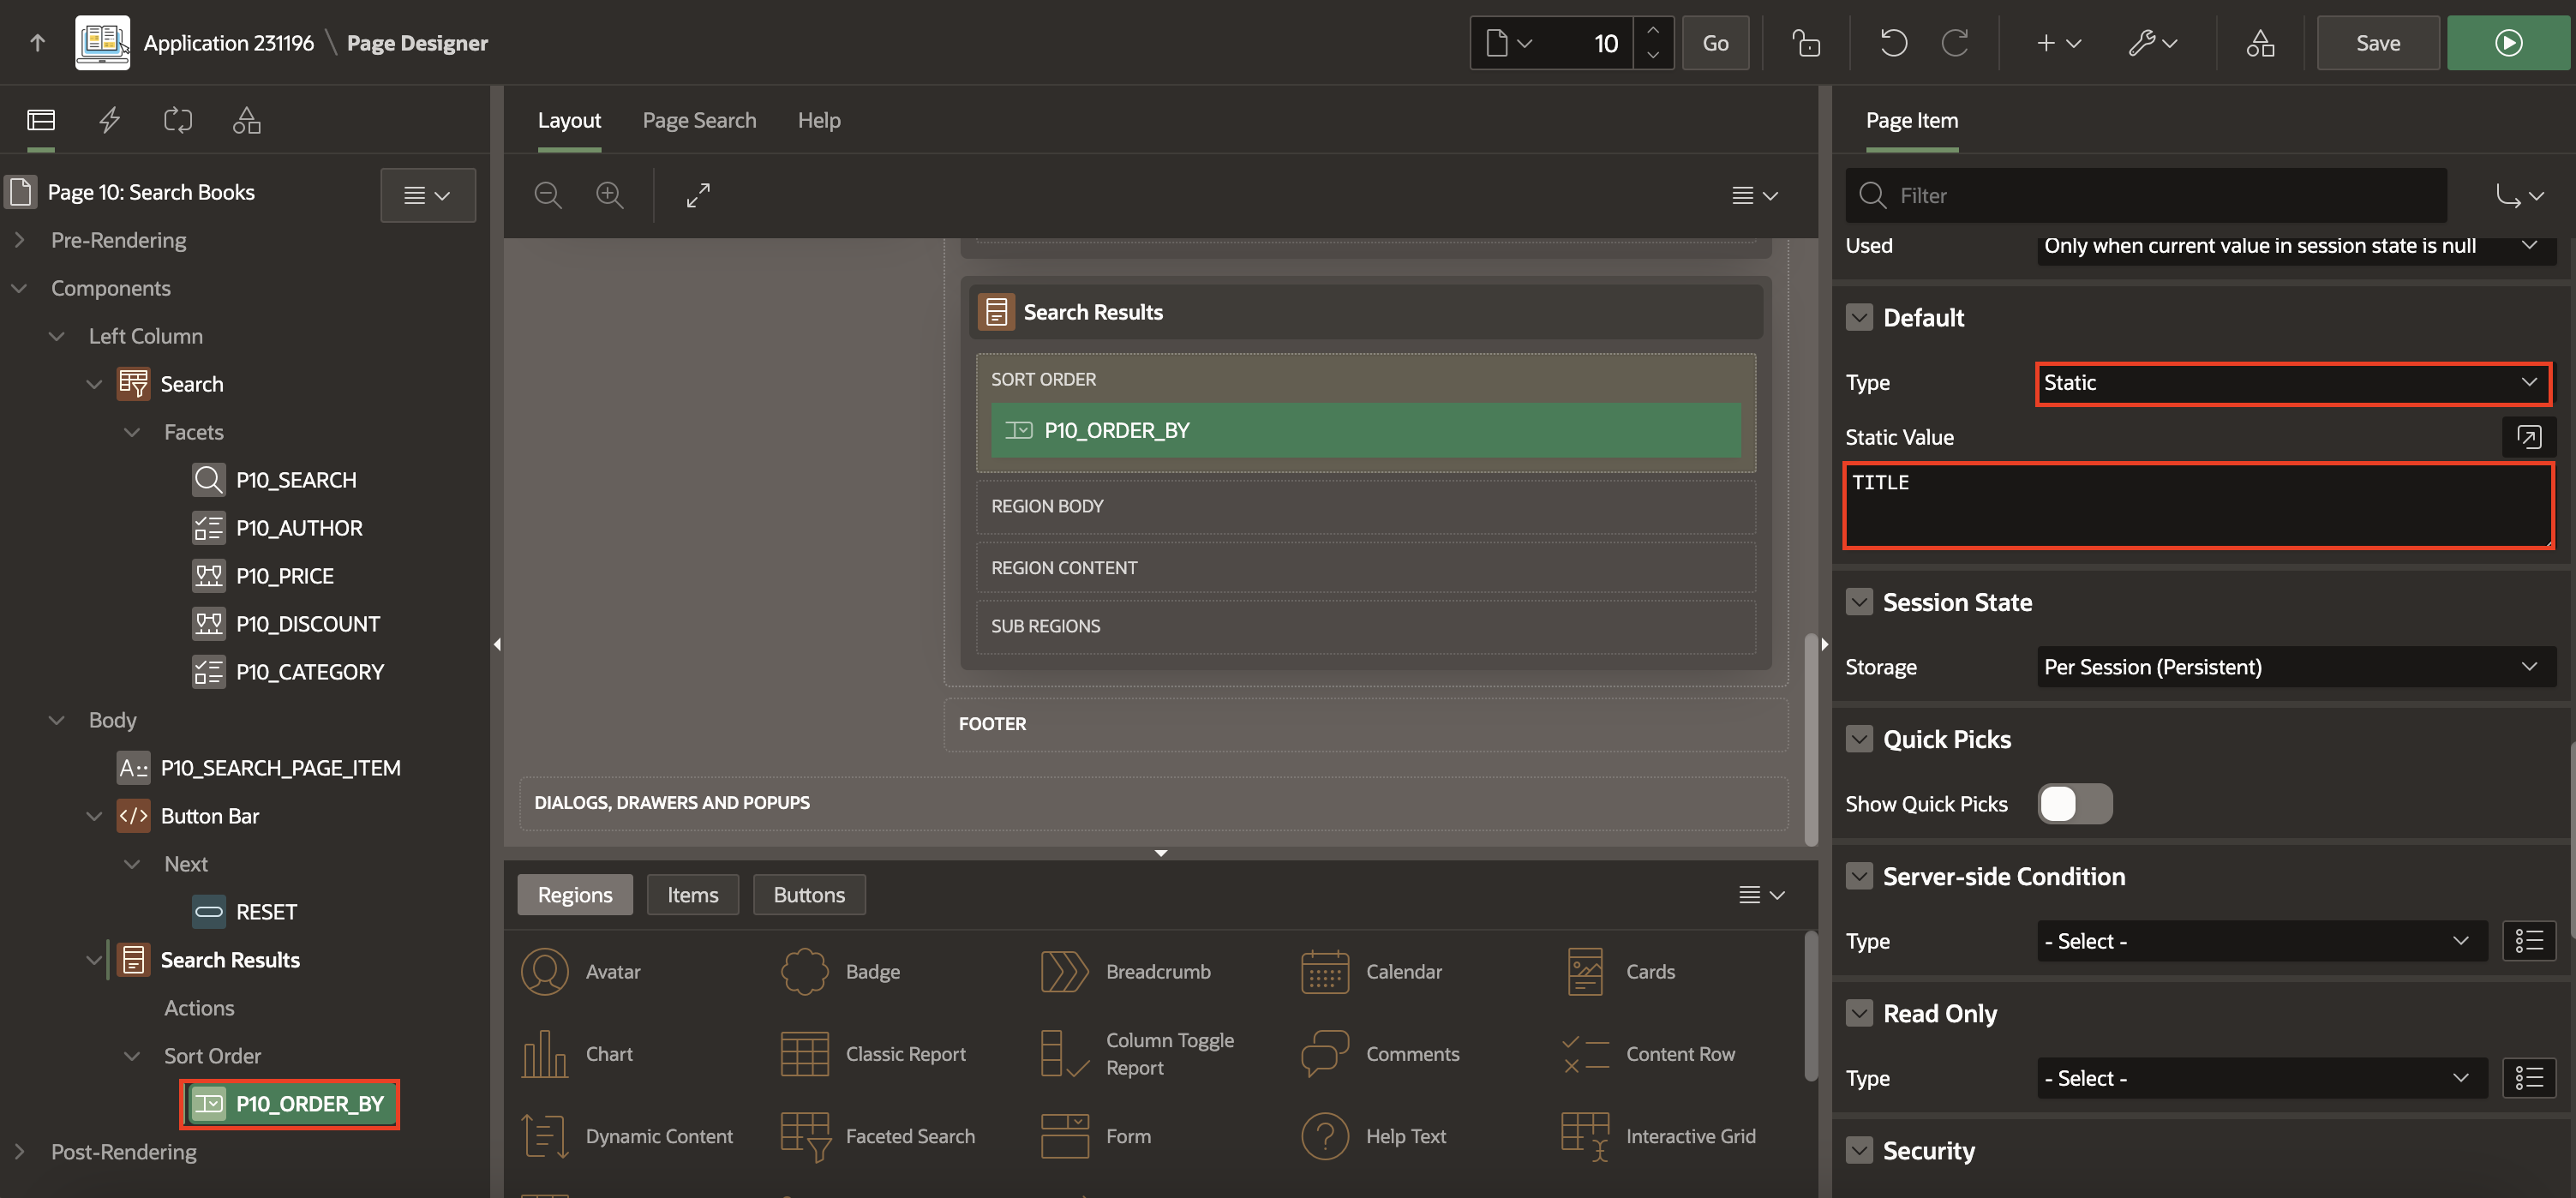 Application 231196 \ Page Designer
10
Go
Save
Page 10: Search Books
Pre-Rendering
Components
Left Column
Search
Facets
P10_SEARCH
P10_AUTHOR
P10_PRICE
P10_DISCOUNT
P10_CATEGORY
Body
P10_SEARCH_PAGE_ITEM
Button Bar
Next
RESET
Search Results
Actions
Sort Order
P10_ORDER_BY
Post-Rendering
Layout
Page Search
Help
Search Results
SORT ORDER
P10_ORDER_BY
REGION BODY
REGION CONTENT
SUB REGIONS
FOOTER
DIALOGS, DRAWERS AND POPUPS
Regions
Items
Buttons
Avatar
Badge
Breadcrumb
Calendar
Cards
Chart
Classic Report
Column Toggle
Report
Comments
Content Row
Dynamic Content
Faceted Search
Form
Help Text
Interactive Grid
Page Item
Filter
Used
Only when current value in session state is null
Default
Type
Static
Static Value
TITLE
Session State
Storage
Per Session (Persistent)
Quick Picks
Show Quick Picks
Server-side Condition
Type
- Select -
Read Only
Type
- Select -
Security